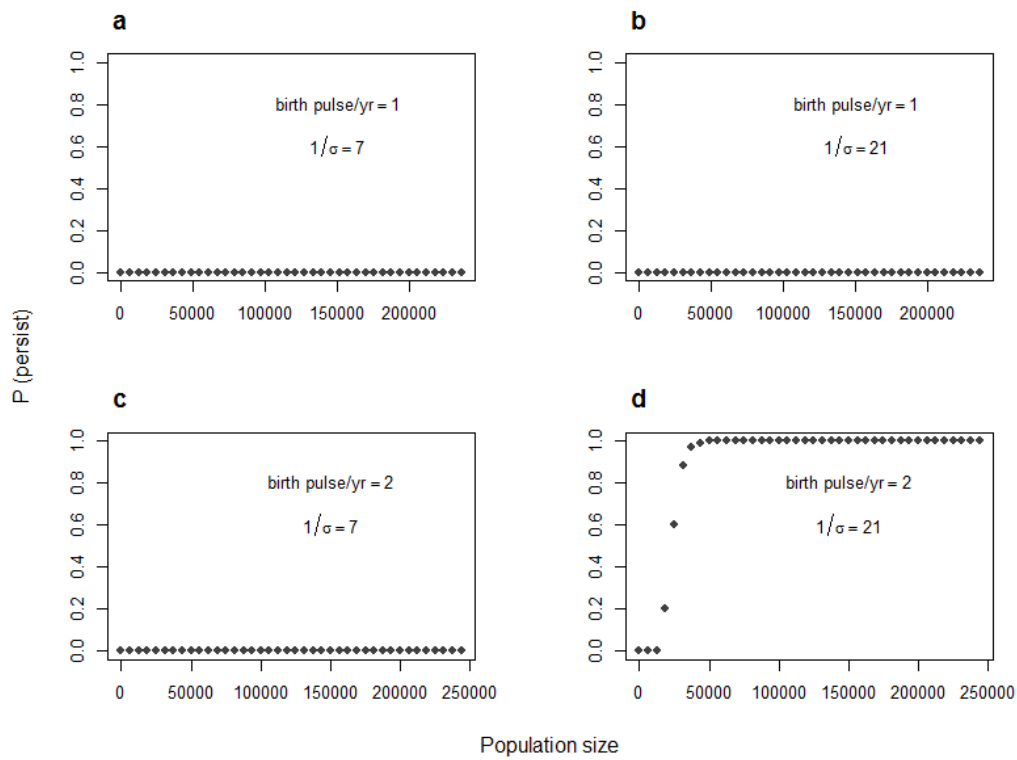 a
1.0
0.8
0.6
0.4
0.2
0.0
birth pulse/yr = 1
1/σ = 7
0 50000 100000 150000 200000
b
1.0
0.8
0.6
0.4
0.2
0.0
birth pulse/yr = 1
1/σ = 21
0 50000 100000 150000 200000
P (persist)
c
1.0
0.8
0.6
0.4
0.2
0.0
birth pulse/yr = 2
1/σ = 7
0 50000 100000 150000 200000 250000
d
1.0
0.8
0.6
0.4
0.2
0.0
birth pulse/yr = 2
1/σ = 21
0 50000 100000 150000 200000 250000
Population size